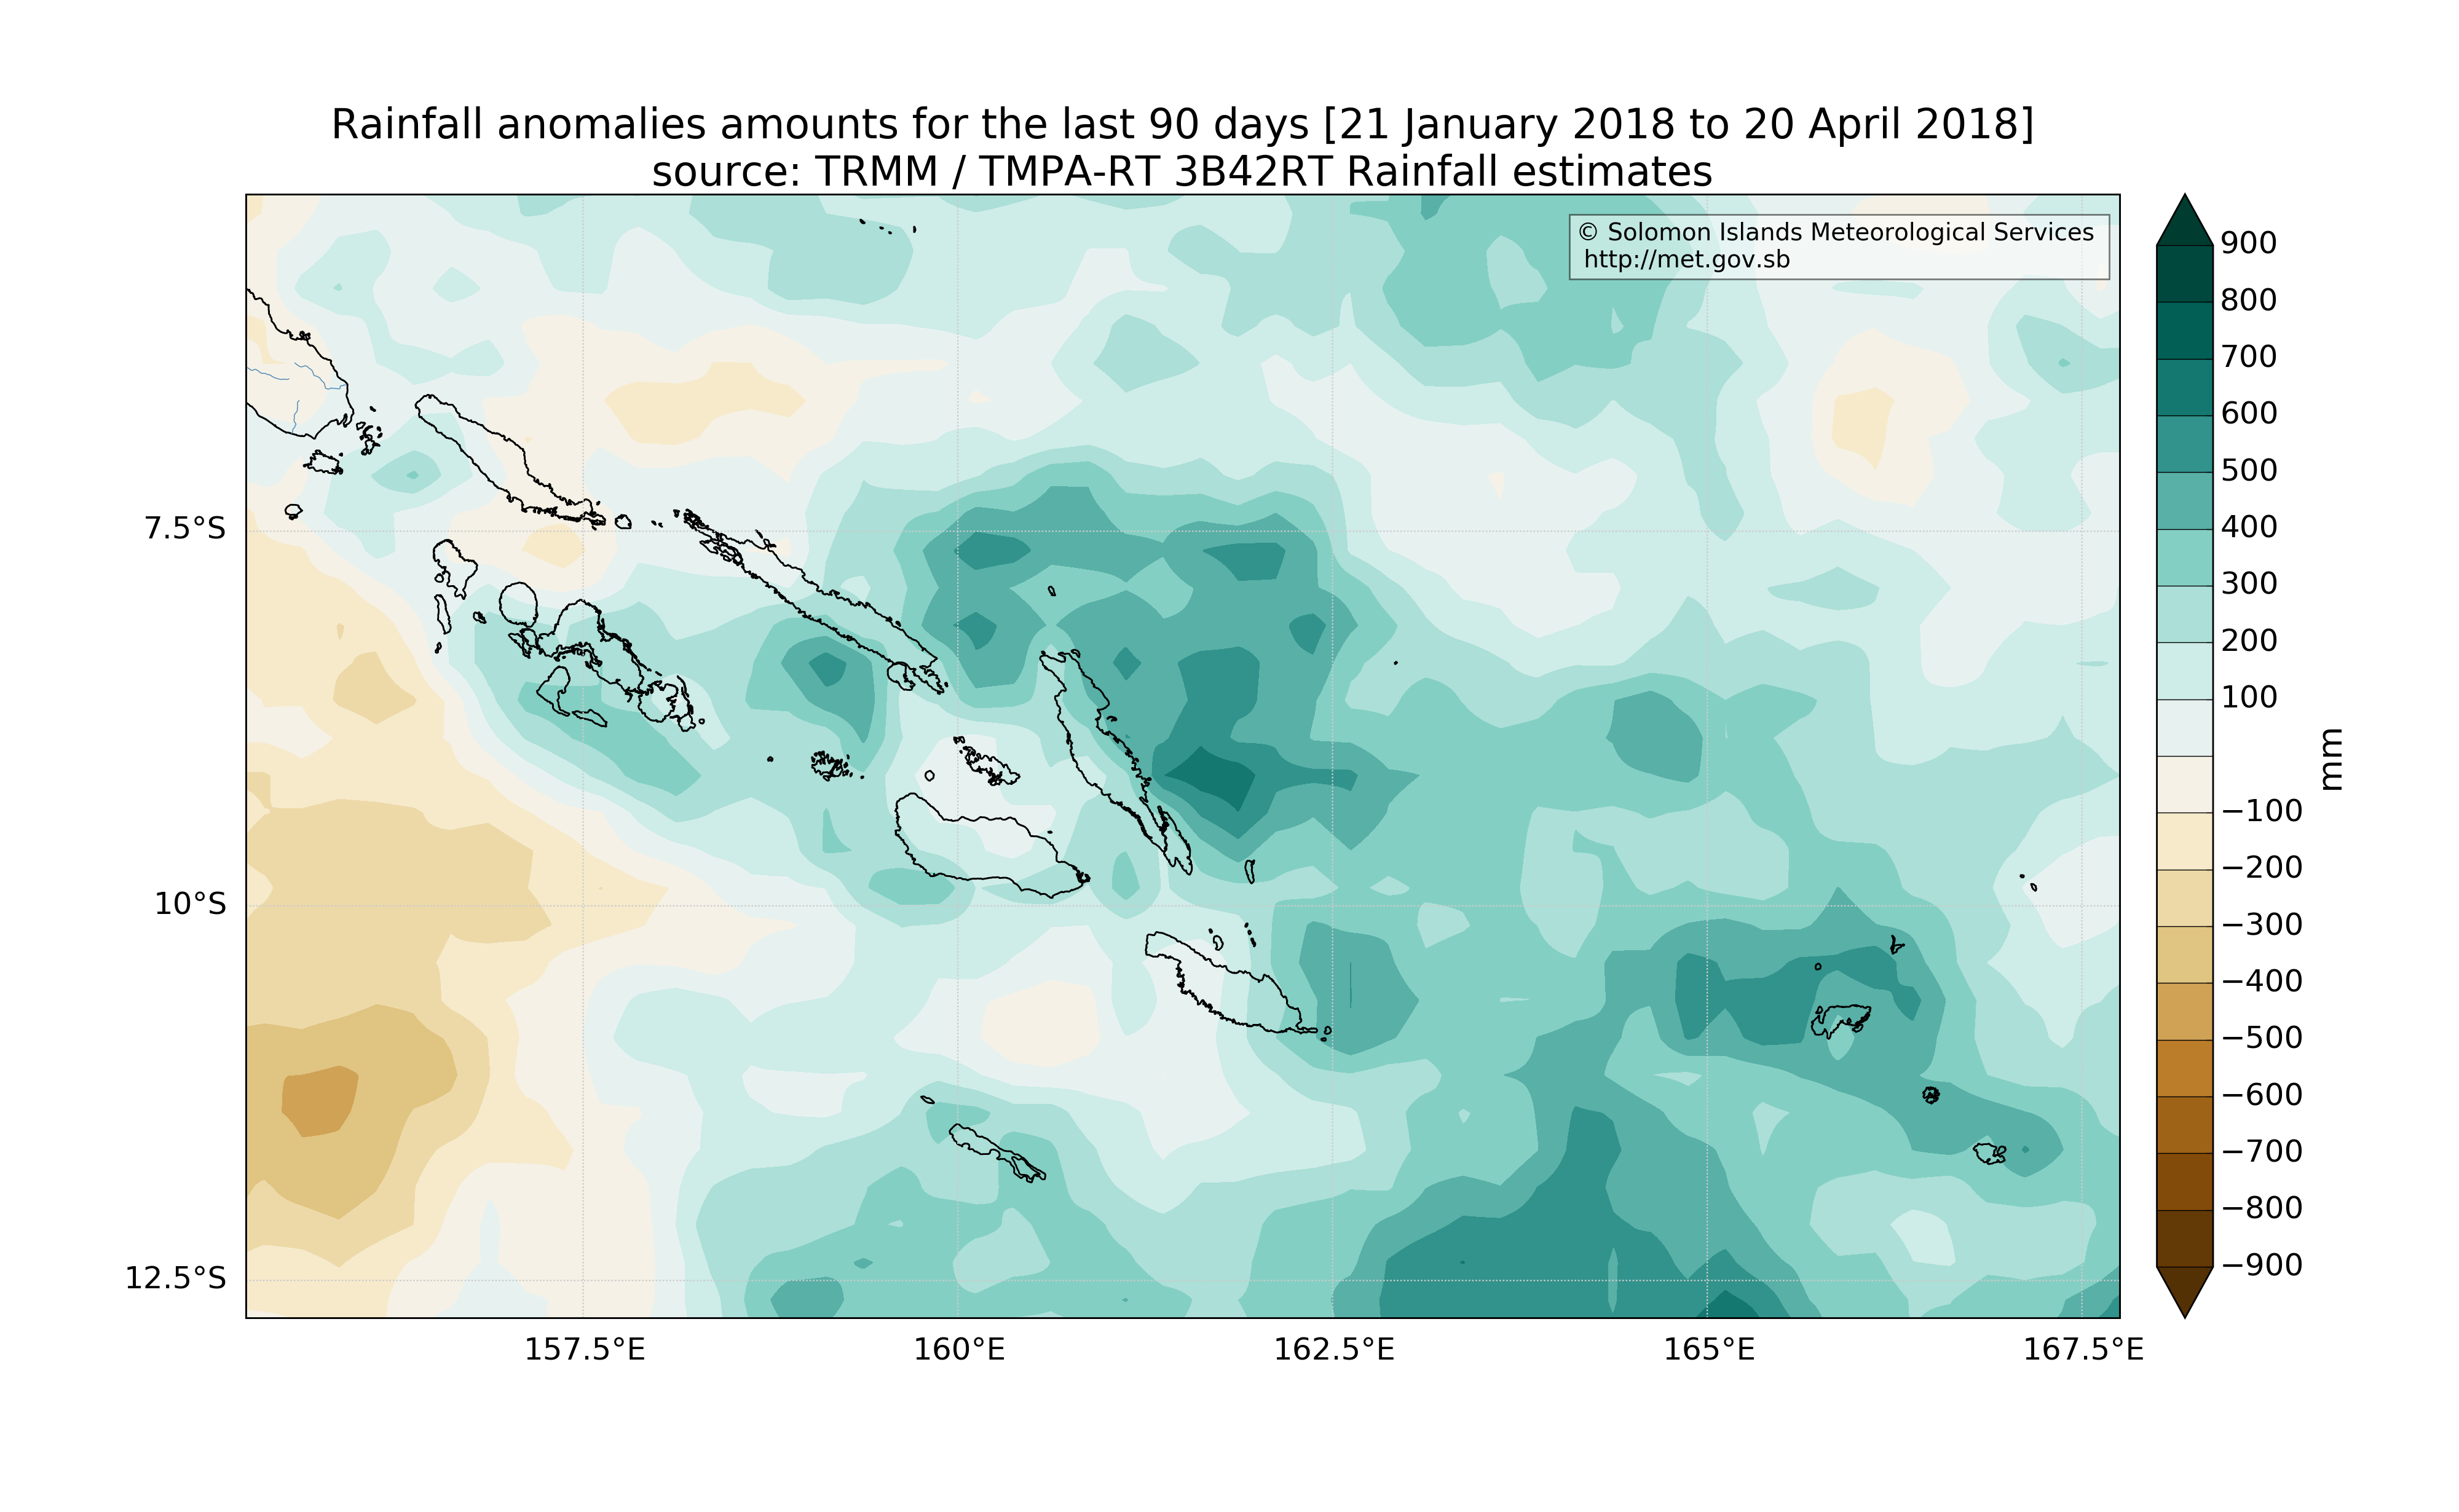 Rainfall anomalies amounts for the last 90 days [21 January 2018 to 20 April 2018]
source: TRMM / TMPA-RT 3B42RT Rainfall estimates
© Solomon Islands Meteorological Services
http://met.gov.sb
7.5°S
10°S
12.5°S
157.5°E
160°E
162.5°E
165°E
167.5°E
900
800
700
600
500
400
300
200
100
−100
−200
−300
−400
−500
−600
−700
−800
−900
mm